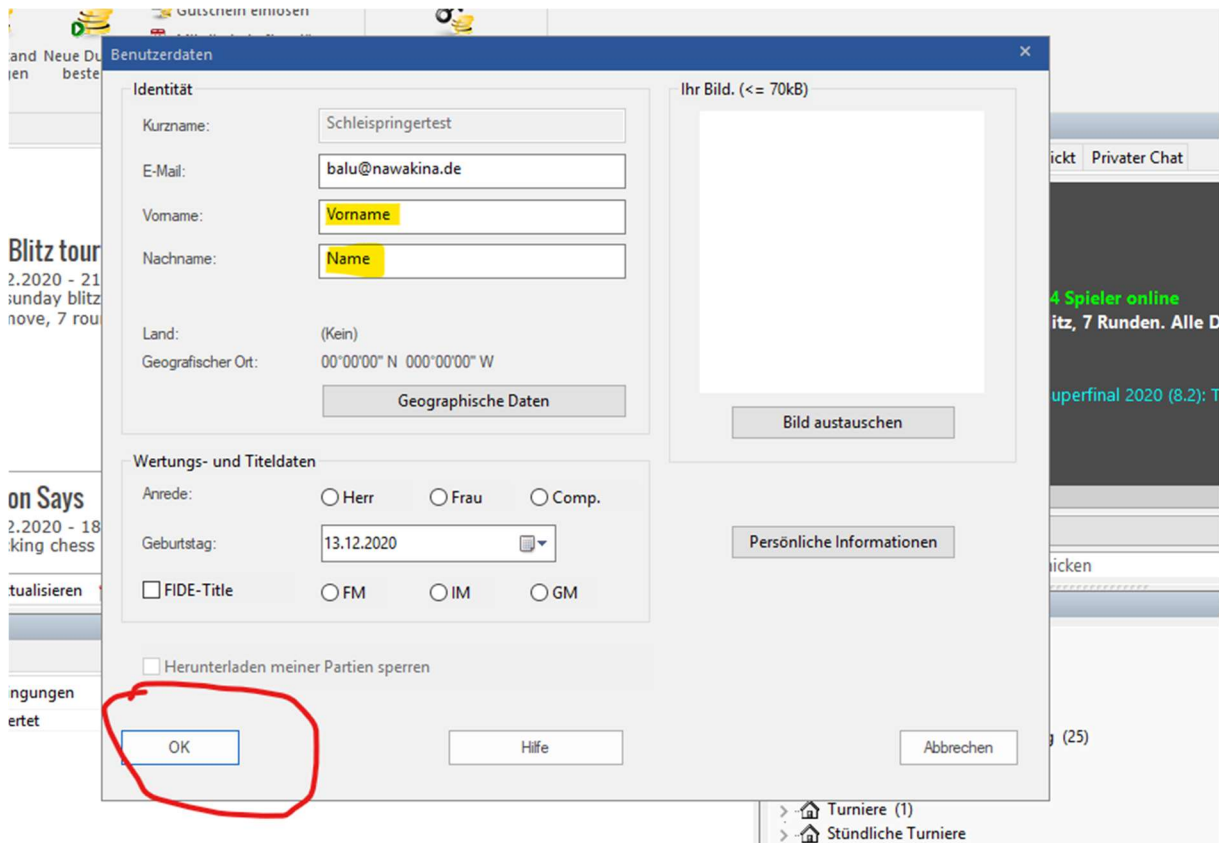 Gutschein einlösen
and Neue Du
gen beste
Benutzerdaten
Identität
Kurzname: Schleispringertest
E-Mail: balu@nawakina.de
Vorname: Vorname
Nachname: Name
Land: (Kein)
Geografischer Ort: 00°00'00" N 000°00'00" W
Geographische Daten
Ihr Bild. (<= 70kB)
Bild austauschen
Wertungs- und Titeldaten
Anrede: Herr Frau Comp.
Geburtstag: 13.12.2020
FIDE-Title FM IM GM
Persönliche Informationen
Herunterladen meiner Partien sperren
OK Hilfe Abbrechen
Blitz tour
2.2020 - 21
sunday blitz
move, 7 rou
on Says
2.2020 - 18
king chess
ktualisieren
ingungen
ertet
ickt Privater Chat
4 Spieler online
itz, 7 Runden. Alle D
uperfinal 2020 (8.2): T
icken
(25)
Turniere (1)
Stündliche Turniere